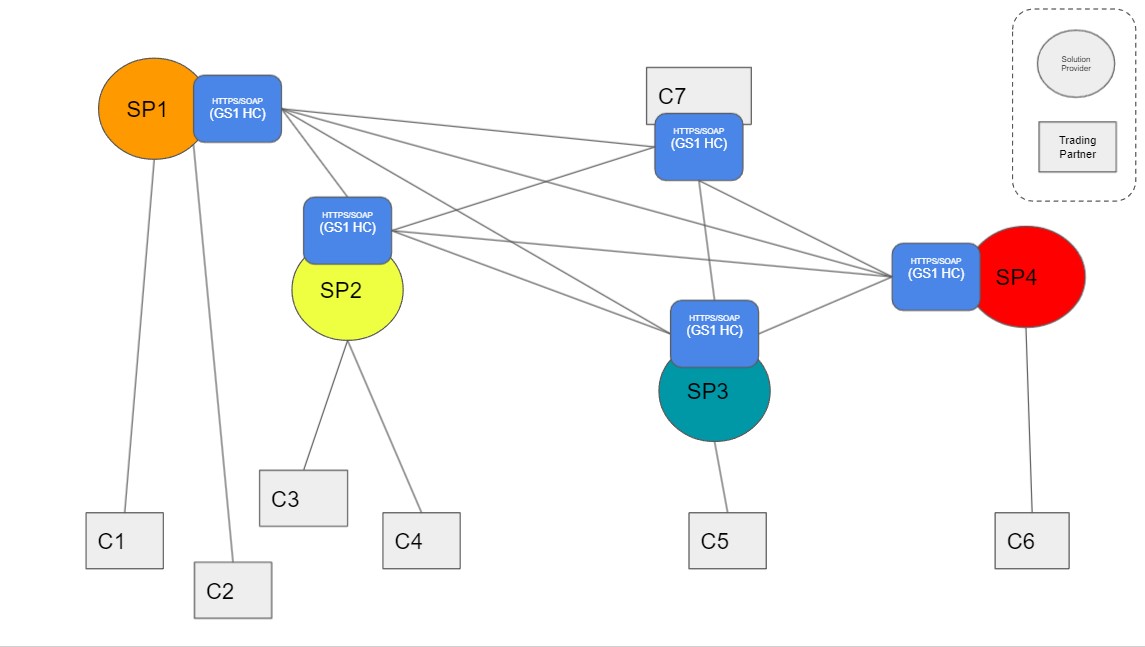 SP1
HTTPS/SOAP
(GS1 HC)
C7
HTTPS/SOAP
(GS1 HC)
Solution
Provider
Trading
Partner
HTTPS/SOAP
(GS1 HC)
SP2
HTTPS/SOAP
(GS1 HC)
SP4
HTTPS/SOAP
(GS1 HC)
SP3
C3
C1
C4
C5
C6
C2